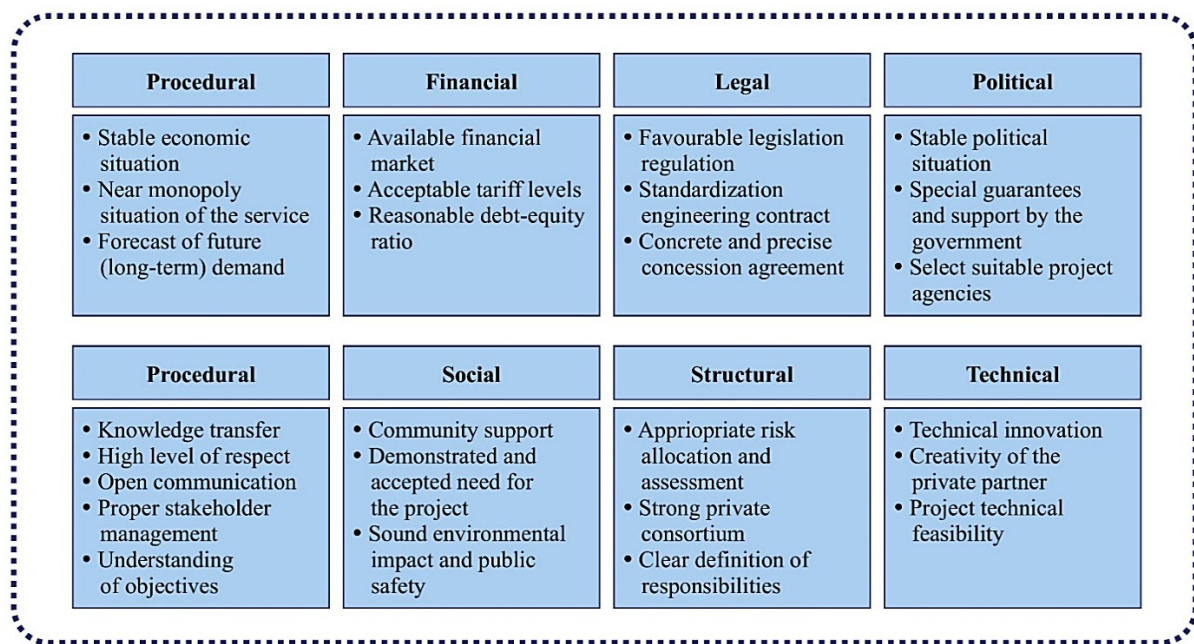 Procedural
• Stable economic
situation
• Near monopoly
situation of the service
• Forecast of future
(long-term) demand
Financial
• Available financial
market
• Acceptable tariff levels
• Reasonable debt-equity
ratio
Legal
• Favourable legislation
regulation
• Standardization
engineering contract
• Concrete and precise
concession agreement
Political
• Stable political
situation
• Special guarantees
and support by the
government
• Select suitable project
agencies
Procedural
• Knowledge transfer
• High level of respect
• Open communication
• Proper stakeholder
management
• Understanding
of objectives
Social
• Community support
• Demonstrated and
accepted need for
the project
• Sound environmental
impact and public
safety
Structural
• Appriopriate risk
allocation and
assessment
• Strong private
consortium
• Clear definition of
responsibilities
Technical
• Technical innovation
• Creativity of the
private partner
• Project technical
feasibility